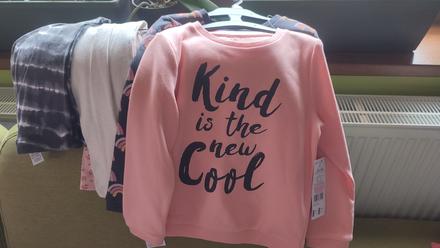 Kind
is the
new
Cool